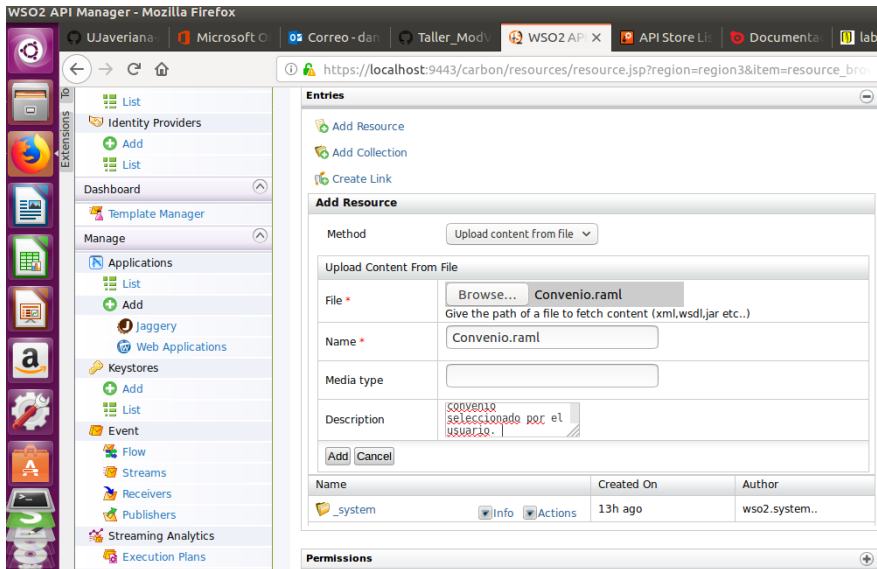 WSO2 API Manager - Mozilla Firefox
UJaveriana- Microsoft O Correo - dan Taller_ModV WSO2 AP API Store Lis Documenta lab
https://localhost:9443/carbon/resources/resource.jsp?region=region3&item=resource_bro
To
Extensions
List
Identity Providers
Add
List
Dashboard
Template Manager
Manage
Applications
List
Add
Jaggery
Web Applications
Keystores
Add
List
Event
Flow
Streams
Receivers
Publishers
Streaming Analytics
Execution Plans
Entries
Add Resource
Add Collection
Create Link
Add Resource
Method Upload content from file
Upload Content From File
File * Browse... Convenio.raml
Give the path of a file to fetch content (xml,wsdl,jar etc..)
Name * Convenio.raml
Media type
Description convenio
seleccionado por el
usuario.
Add Cancel
Name Created On Author
_system Info Actions 13h ago wso2.system..
Permissions